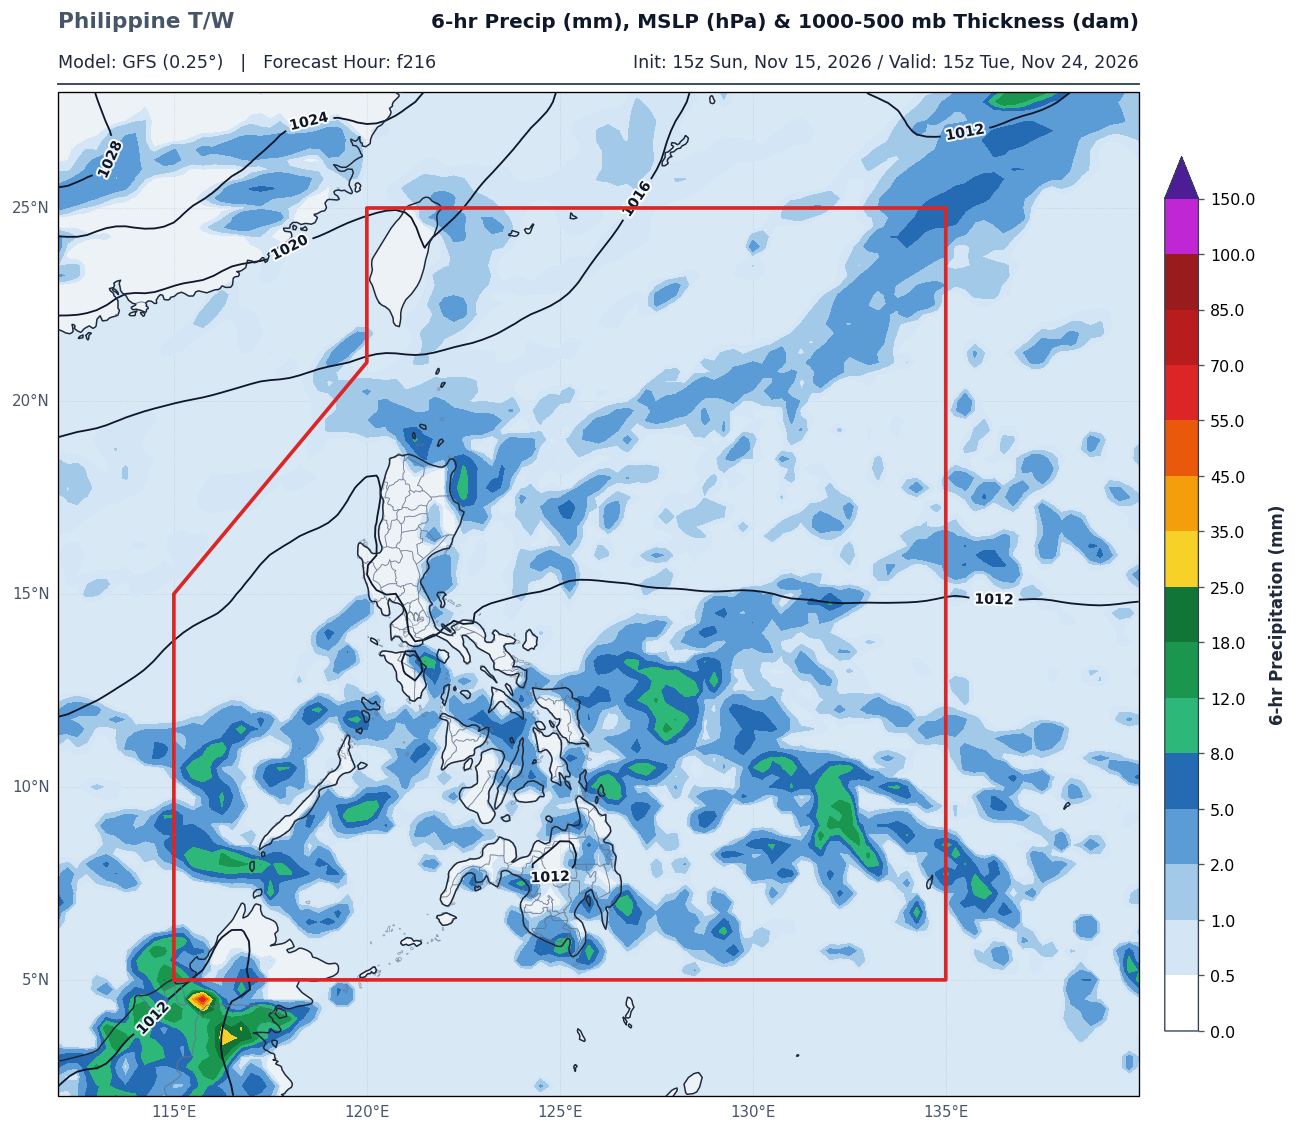 Philippine T/W
6-hr Precip (mm), MSLP (hPa) & 1000-500 mb Thickness (dam)
Model: GFS (0.25°) | Forecast Hour: f216
Init: 15z Sun, Nov 15, 2026 / Valid: 15z Tue, Nov 24, 2026
1028
1024
1012
1020
1016
1012
1012
1012
25°N
20°N
15°N
10°N
5°N
115°E
120°E
125°E
130°E
135°E
150.0
100.0
85.0
70.0
55.0
45.0
35.0
25.0
18.0
12.0
8.0
5.0
2.0
1.0
0.5
0.0
6-hr Precipitation (mm)